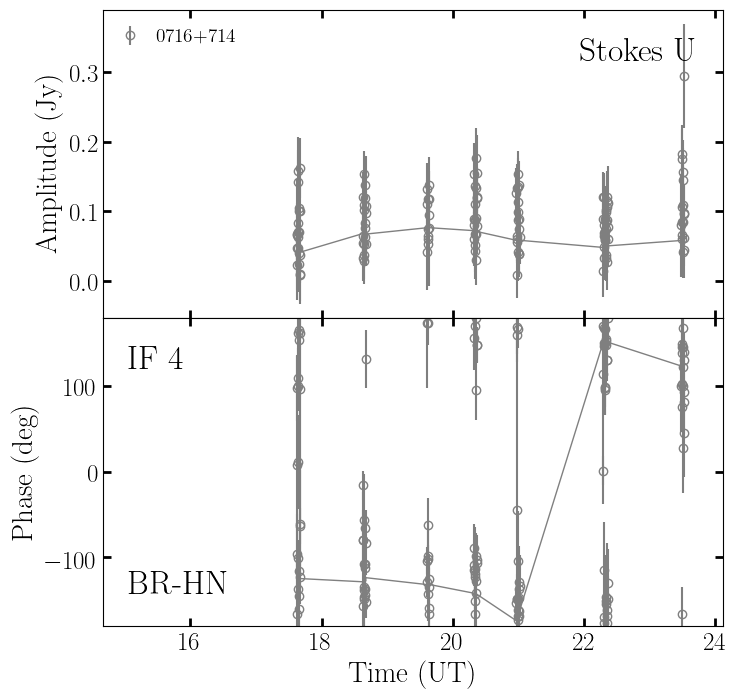 0716+714
Stokes U
Amplitude (Jy)
0.3
0.2
0.1
0.0
IF 4
BR-HN
Phase (deg)
100
0
−100
16 18 20 22 24
Time (UT)